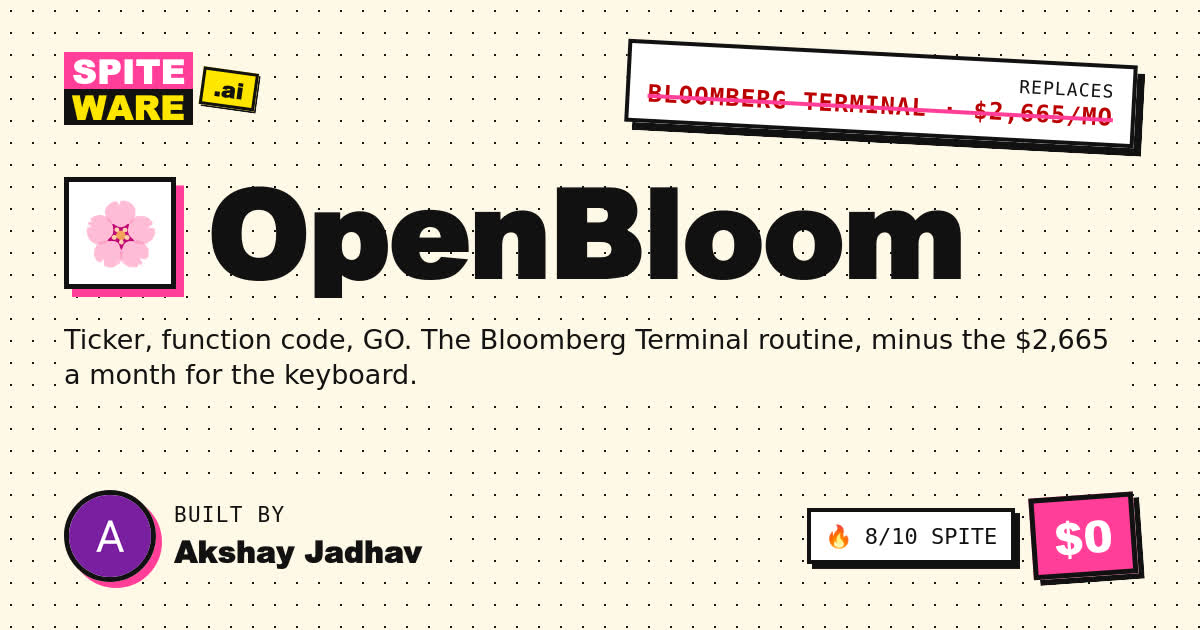 SPITE
WARE
.ai
REPLACES
BLOOMBERG TERMINAL · $2,665/MO
OpenBloom
Ticker, function code, GO. The Bloomberg Terminal routine, minus the $2,665
a month for the keyboard.
A
BUILT BY
Akshay Jadhav
🔥 8/10 SPITE
$0